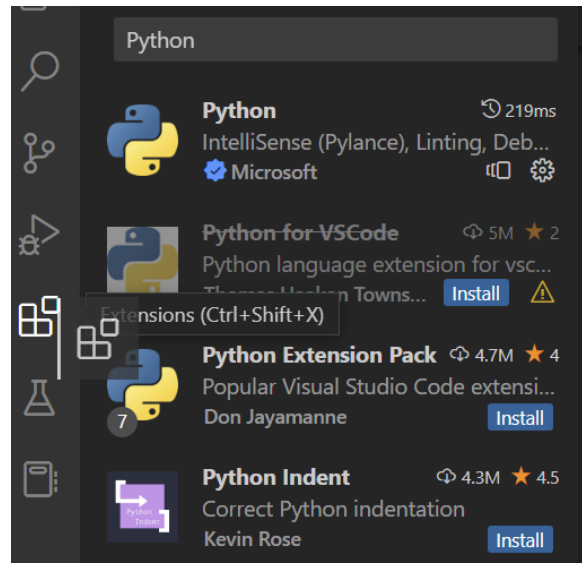 Python
Python 219ms
IntelliSense (Pylance), Linting, Deb...
Microsoft
Python for VSCode 5M 2
Python language extension for vsc...
Towns... Install
Extensions (Ctrl+Shift+X)
Python Extension Pack 4.7M 4
Popular Visual Studio Code extensi...
7 Don Jayamanne Install
Python Indent 4.3M 4.5
Python
Indent
Correct Python indentation
Kevin Rose Install